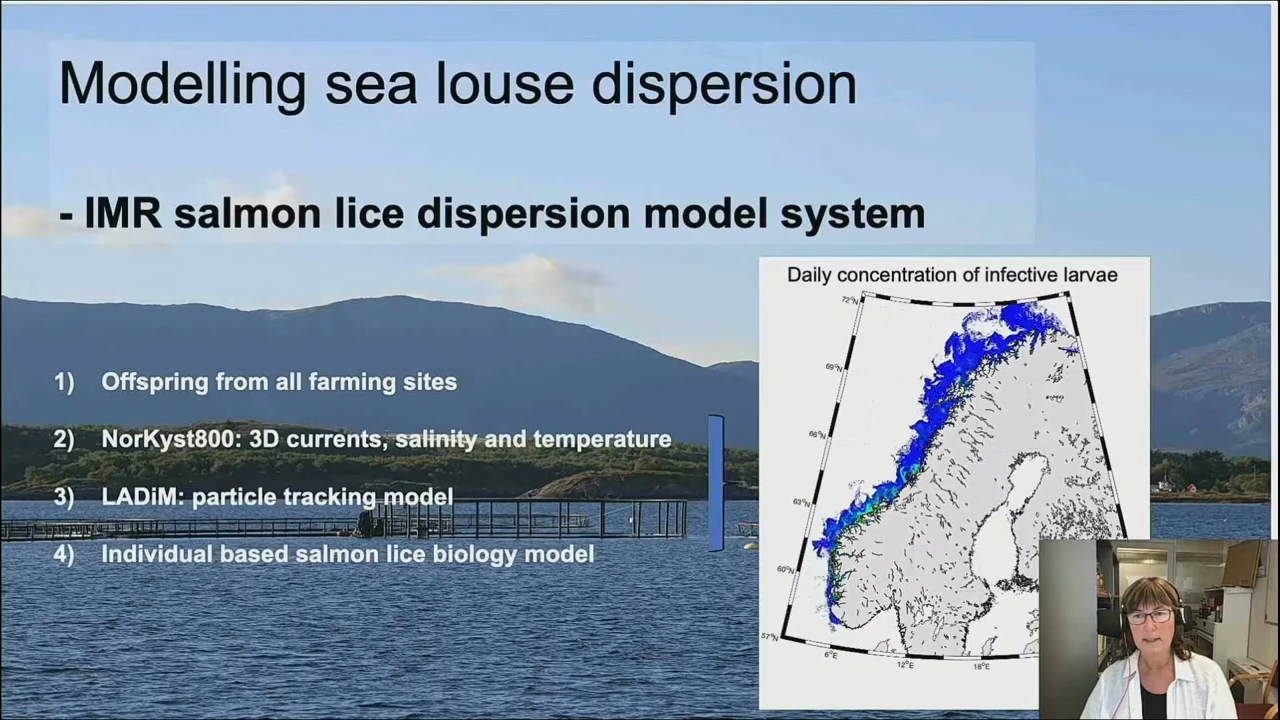 Modelling sea louse dispersion
- IMR salmon lice dispersion model system
Daily concentration of infective larvae
1) Offspring from all farming sites
2) NorKyst800: 3D currents, salinity and temperature
3) LADiM: particle tracking model
4) Individual based salmon lice biology model
72°N
69°N
66°N
63°N
60°N
57°N
6°E
12°E
18°E